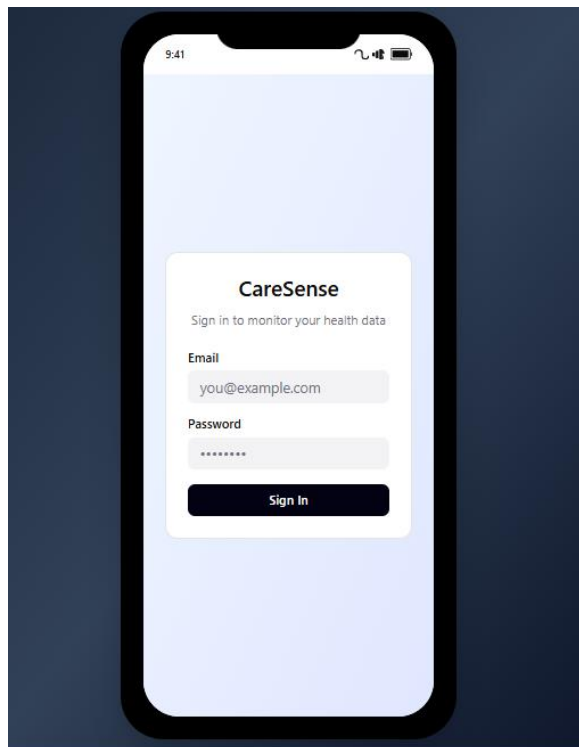 9:41
CareSense
Sign in to monitor your health data
Email
you@example.com
Password
••••••••
Sign In